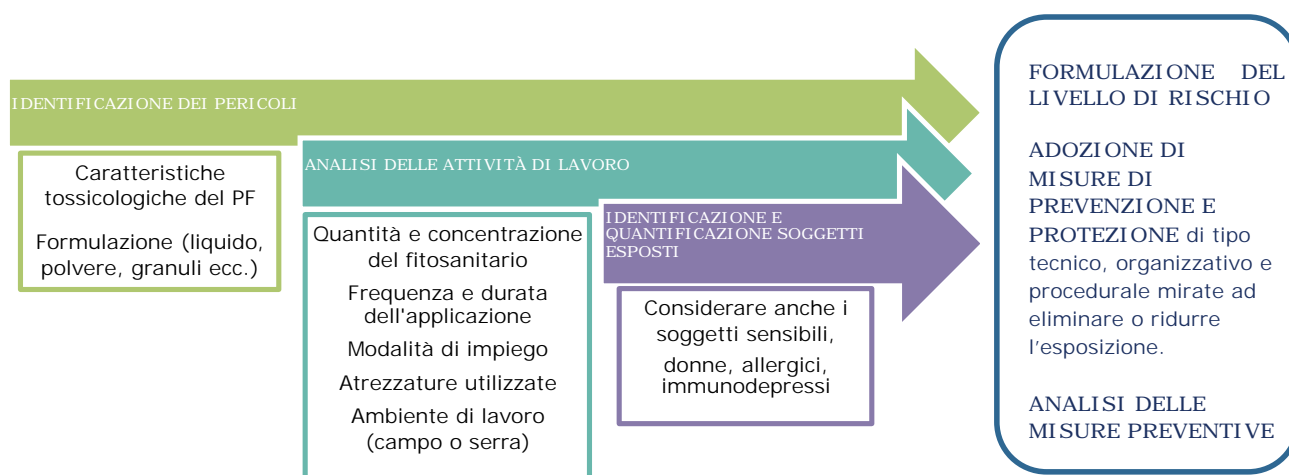 IDENTIFICAZIONE DEI PERICOLI
Caratteristiche
tossicologiche del PF
Formulazione (liquido,
polvere, granuli ecc.)
ANALISI DELLE ATTIVITÀ DI LAVORO
Quantità e concentrazione
del fitosanitario
Frequenza e durata
dell'applicazione
Modalità di impiego
Atrezzature utilizzate
Ambiente di lavoro
(campo o serra)
IDENTIFICAZIONE E
QUANTIFICAZIONE SOGGETTI
ESPOSTI
Considerare anche i
soggetti sensibili,
donne, allergici,
immunodepressi
FORMULAZIONE DEL
LIVELLO DI RISCHIO
ADOZIONE DI
MISURE DI
PREVENZIONE E
PROTEZIONE di tipo
tecnico, organizzativo e
procedurale mirate ad
eliminare o ridurre
l’esposizione.
ANALISI DELLE
MISURE PREVENTIVE